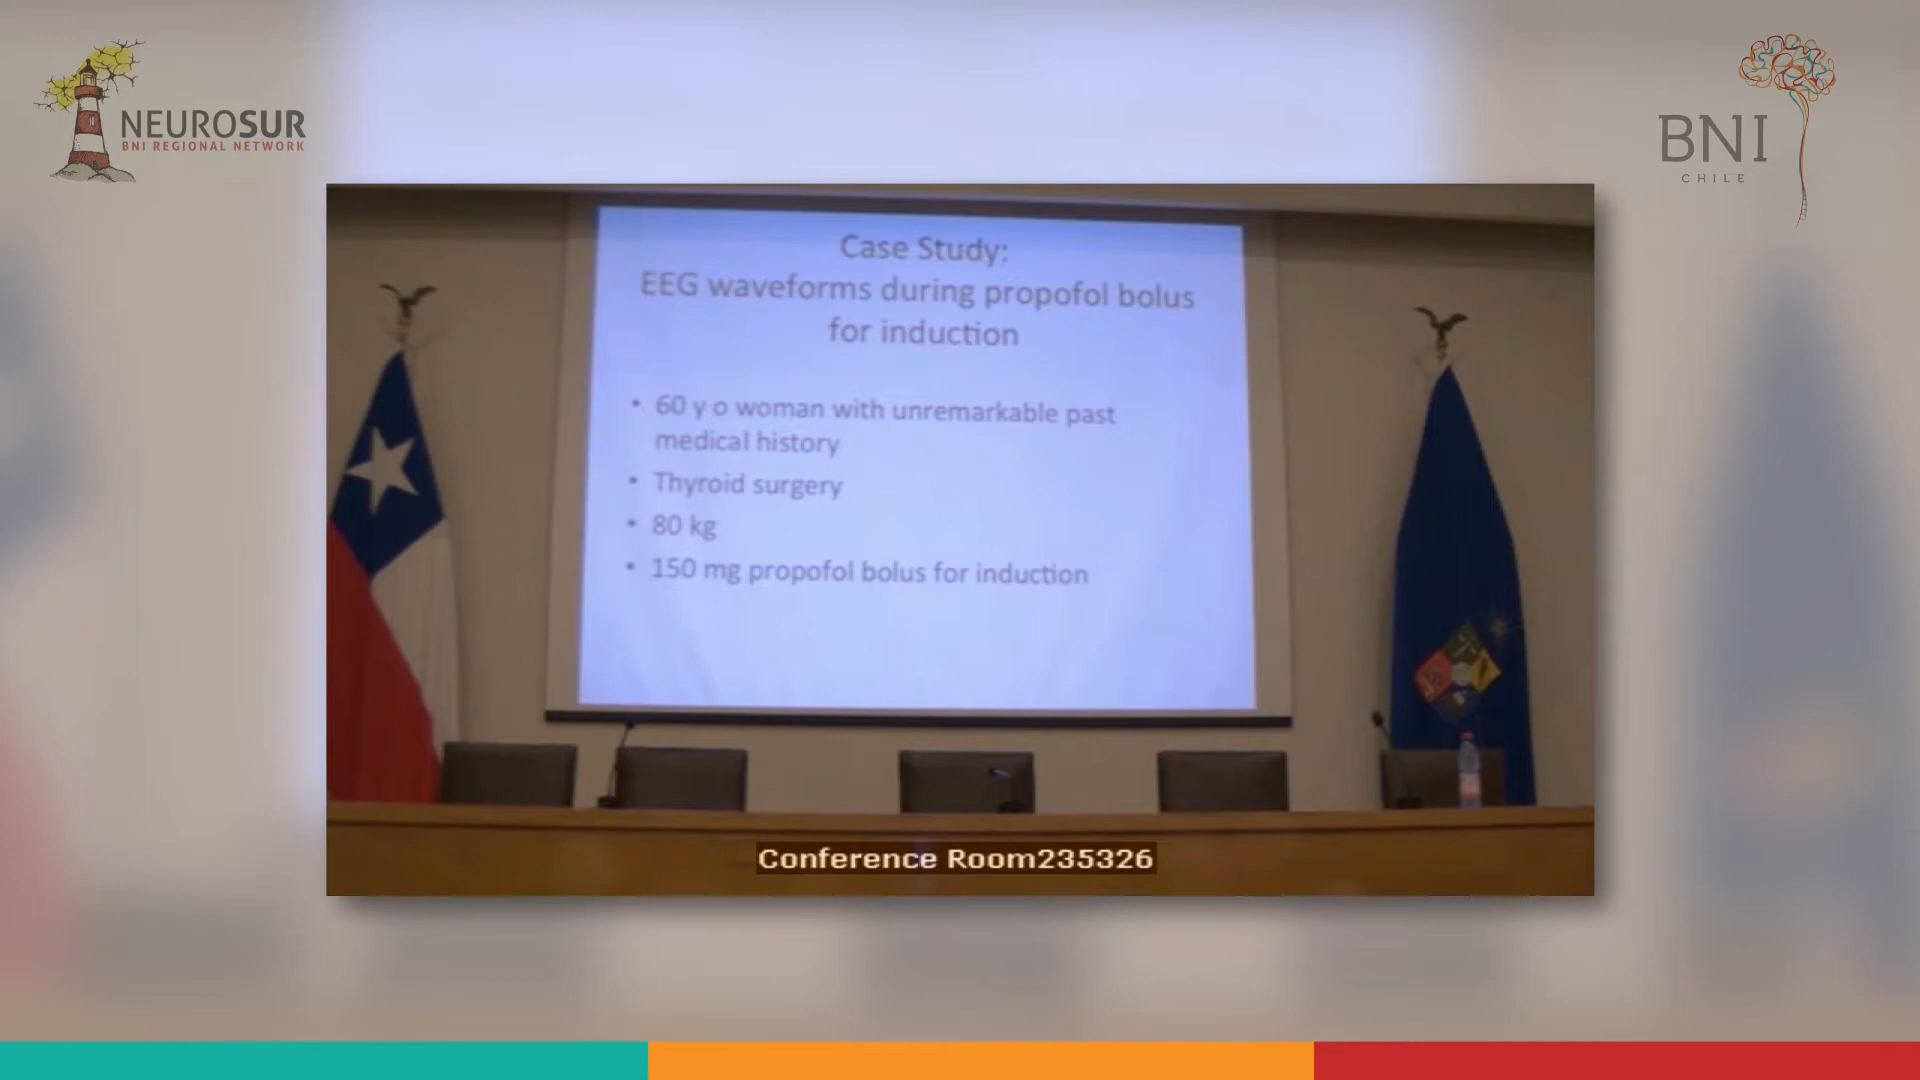 NEUROSUR
BNI REGIONAL NETWORK
BNI
CHILE
Case Study:
EEG waveforms during propofol bolus
for induction
• 60 y o woman with unremarkable past
medical history
• Thyroid surgery
• 80 kg
• 150 mg propofol bolus for induction
Conference Room235326